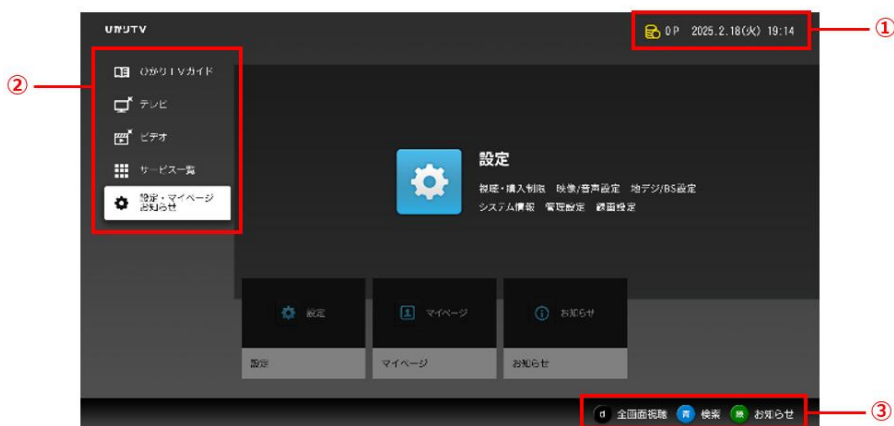 ひかりTV
0P 2025.2.18(火) 19:14
①
②
ひかりTVガイド
テレビ
ビデオ
サービス一覧
設定・マイページ
お知らせ
設定
視聴・購入制限 映像/音声設定 地デジ/BS設定
システム情報 管理設定 録画設定
設定
マイページ
お知らせ
設定
マイページ
お知らせ
d 全画面視聴 青 検索 緑 お知らせ
③